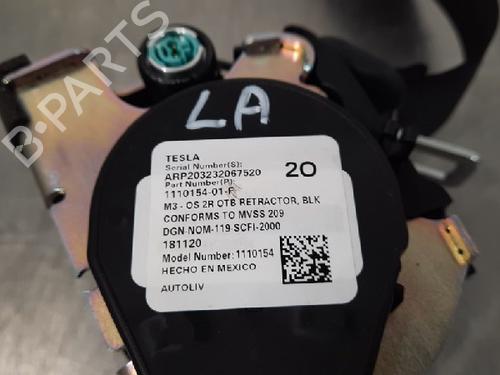 LA
TESLA
Serial Number(S):
ARP203232067520
20
Part Number(P):
1110154-01-F
M3 - OS 2R OTB RETRACTOR, BLK
CONFORMS TO MVSS 209
DGN-NOM-119-SCFI-2000
181120
Model Number: 1110154
HECHO EN MEXICO
AUTOLIV
B-PARTS